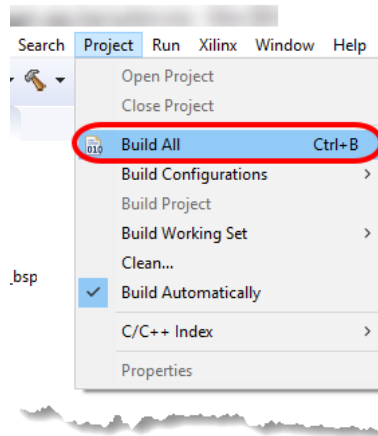 Search Project Run Xilinx Window Help
Open Project
Close Project
010 Build All Ctrl+B
Build Configurations >
Build Project
Build Working Set >
Clean...
_bsp
Build Automatically
C/C++ Index >
Properties